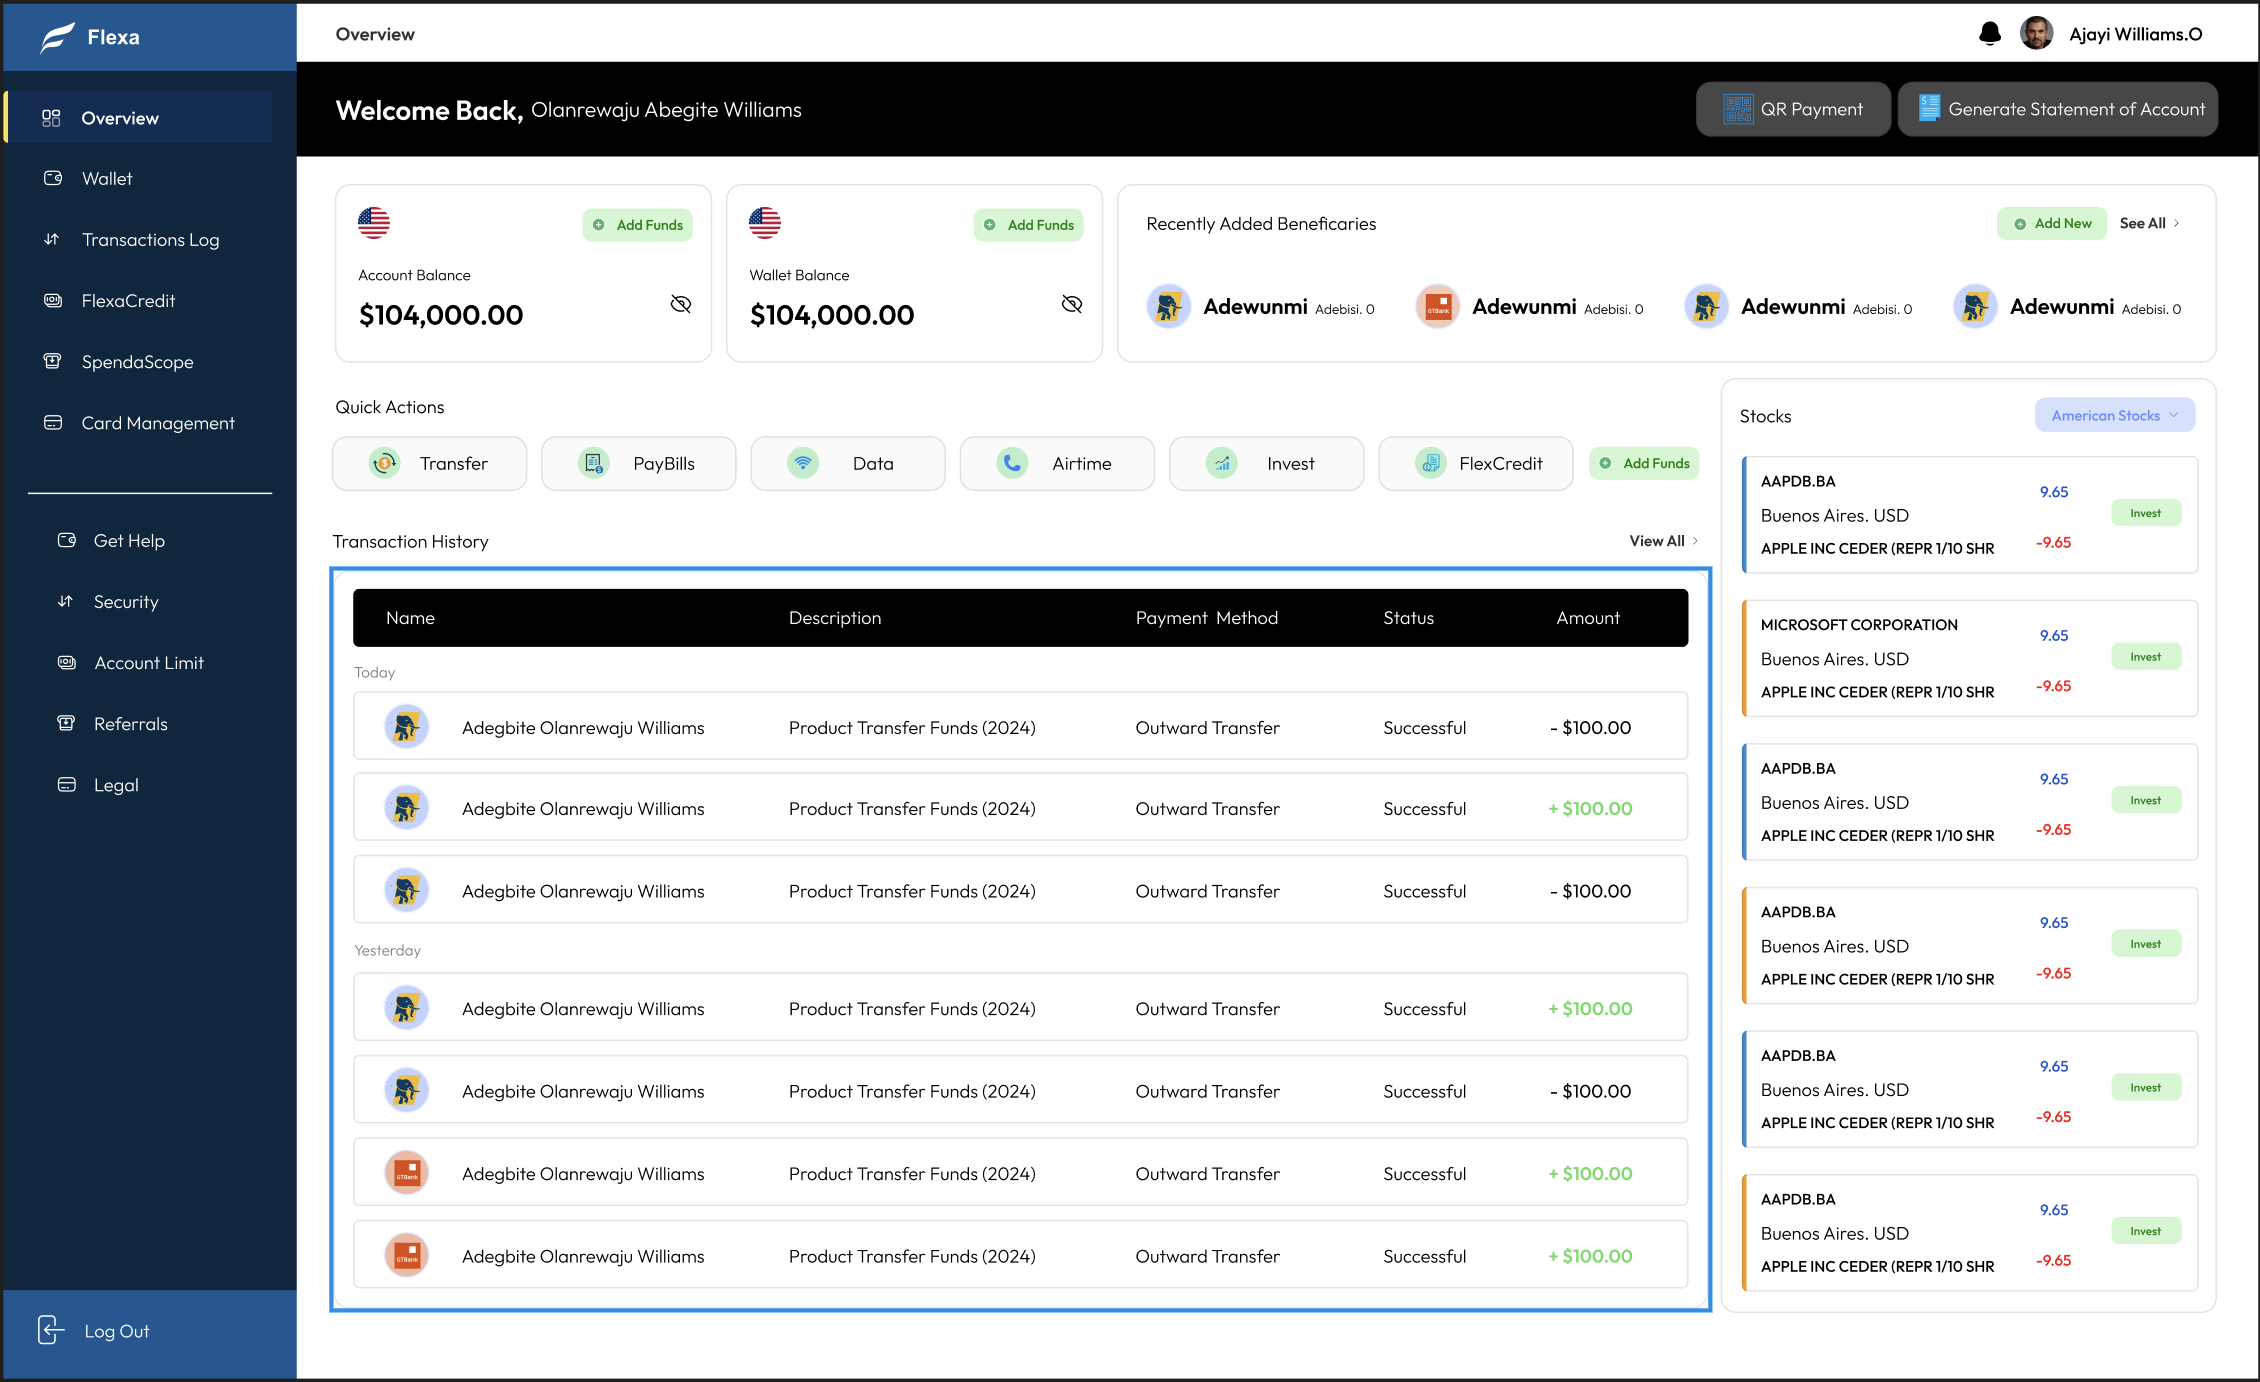 Flexa
Overview
Wallet
Transactions Log
FlexaCredit
SpendaScope
Card Management
Get Help
Security
Account Limit
Referrals
Legal
Log Out
Overview
Ajayi Williams.O
Welcome Back, Olanrewaju Abegite Williams
QR Payment
Generate Statement of Account
Add Funds
Account Balance
$104,000.00
Add Funds
Wallet Balance
$104,000.00
Recently Added Beneficaries
Add New
See All
Adewunmi Adebisi. O
GTBank
Adewunmi Adebisi. O
Adewunmi Adebisi. O
Adewunmi Adebisi. O
Quick Actions
Transfer
PayBills
Data
Airtime
Invest
FlexCredit
Add Funds
Transaction History
View All
Name Description Payment Method Status Amount
Today
Adegbite Olanrewaju Williams Product Transfer Funds (2024) Outward Transfer Successful - $100.00
Adegbite Olanrewaju Williams Product Transfer Funds (2024) Outward Transfer Successful + $100.00
Adegbite Olanrewaju Williams Product Transfer Funds (2024) Outward Transfer Successful - $100.00
Yesterday
Adegbite Olanrewaju Williams Product Transfer Funds (2024) Outward Transfer Successful + $100.00
Adegbite Olanrewaju Williams Product Transfer Funds (2024) Outward Transfer Successful - $100.00
GTBank Adegbite Olanrewaju Williams Product Transfer Funds (2024) Outward Transfer Successful + $100.00
GTBank Adegbite Olanrewaju Williams Product Transfer Funds (2024) Outward Transfer Successful + $100.00
Stocks
American Stocks
AAPDB.BA
9.65
Buenos Aires. USD
Invest
APPLE INC CEDER (REPR 1/10 SHR
-9.65
MICROSOFT CORPORATION
9.65
Buenos Aires. USD
Invest
APPLE INC CEDER (REPR 1/10 SHR
-9.65
AAPDB.BA
9.65
Buenos Aires. USD
Invest
APPLE INC CEDER (REPR 1/10 SHR
-9.65
AAPDB.BA
9.65
Buenos Aires. USD
Invest
APPLE INC CEDER (REPR 1/10 SHR
-9.65
AAPDB.BA
9.65
Buenos Aires. USD
Invest
APPLE INC CEDER (REPR 1/10 SHR
-9.65
AAPDB.BA
9.65
Buenos Aires. USD
Invest
APPLE INC CEDER (REPR 1/10 SHR
-9.65